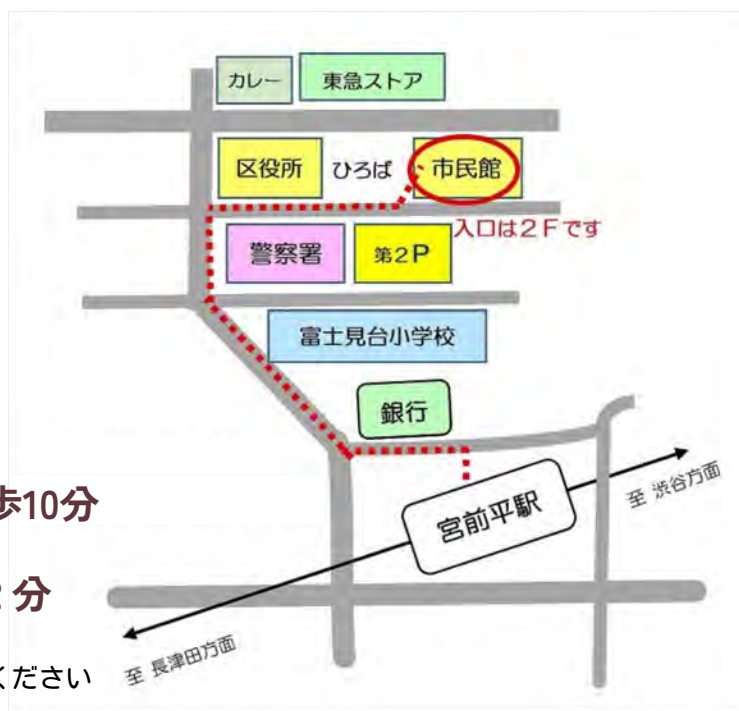 カレー
東急ストア
区役所
ひろば
市民館
入口は2Fです
警察署
第2P
富士見台小学校
銀行
歩10分
宮前平駅
至 渋谷方面
分
至 長津田方面
ください